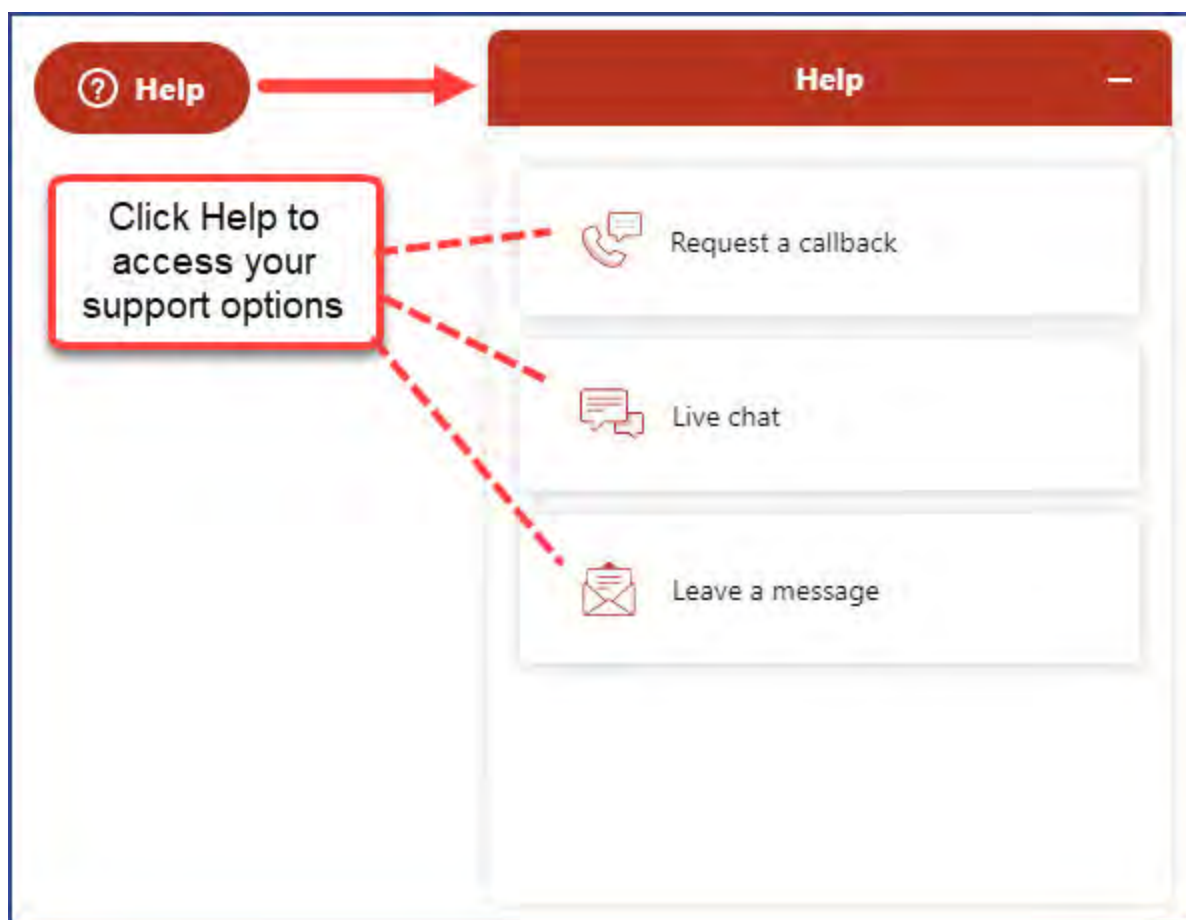 Help
Help
Click Help to
access your
support options
Request a callback
Live chat
Leave a message